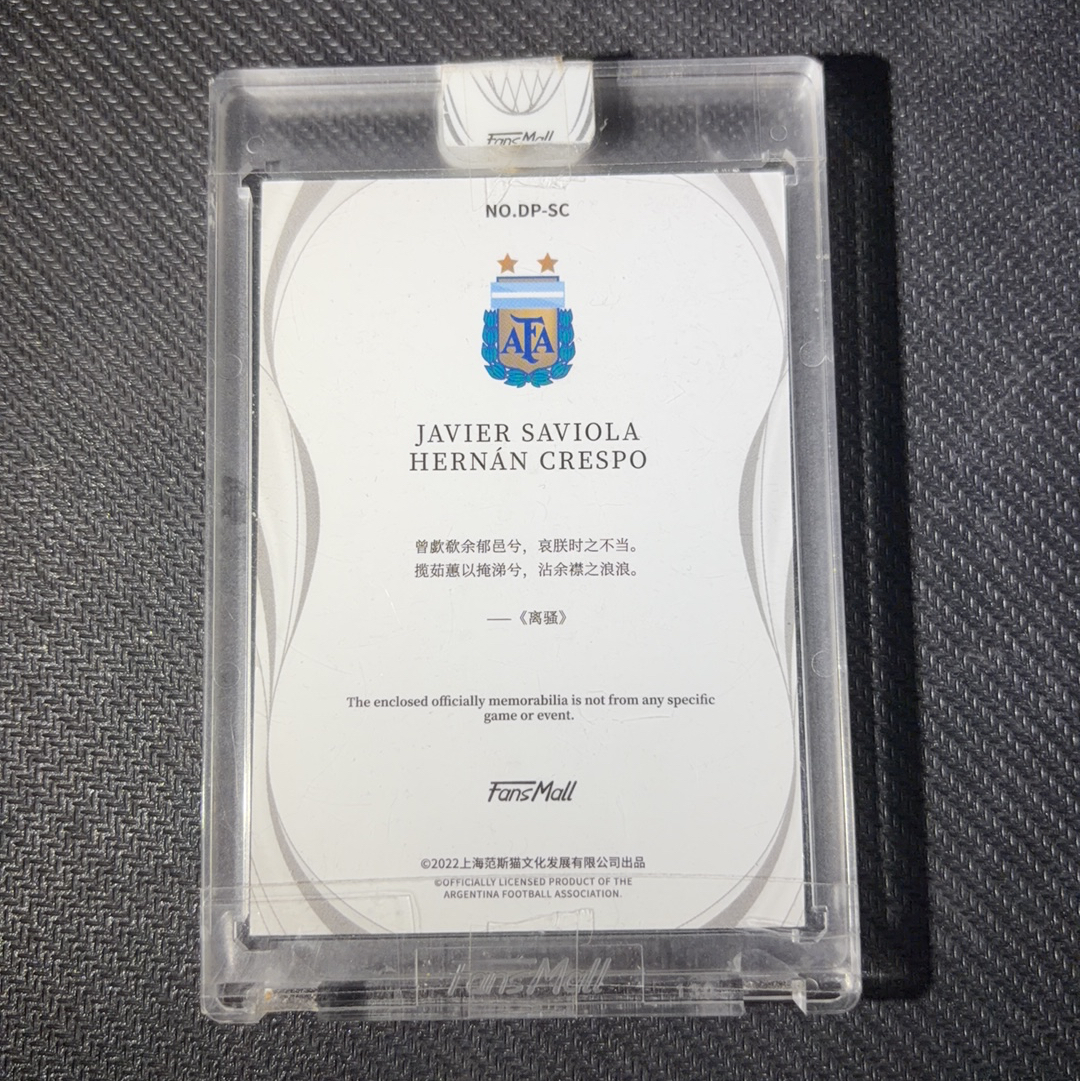 FansMall
NO.DP-SC
AFA
JAVIER SAVIOLA
HERNÁN CRESPO
曾歔欷余郁邑兮，哀朕时之不当。
揽茹蕙以掩涕兮，沾余襟之浪浪。
——《离骚》
The enclosed officially memorabilia is not from any specific
game or event.
FansMall
©2022上海范斯猫文化发展有限公司出品
©OFFICIALLY LICENSED PRODUCT OF THE
ARGENTINA FOOTBALL ASSOCIATION.
FansMall